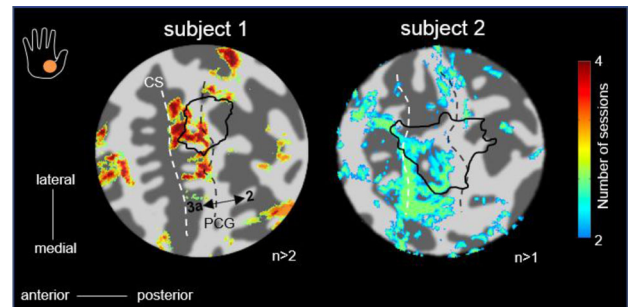 subject 1
subject 2
CS
4
Number of sessions
2
lateral
medial
3a
2
PCG
n>2
n>1
anterior
posterior